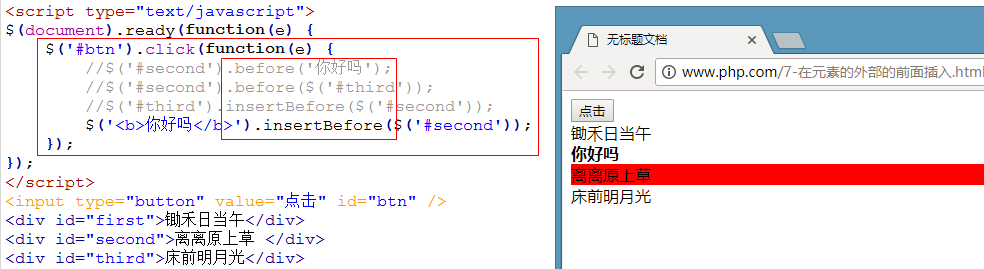 <script type="text/javascript">
$(document).ready(function(e) {
    $('#btn').click(function(e) {
        //$('#second').before('你好吗');
        //$('#second').before($('#third'));
        //$('#third').insertBefore($('#second'));
        $('<b>你好吗</b>').insertBefore($('#second'));
    });
});
</script>
<input type="button" value="点击" id="btn" />
<div id="first">锄禾日当午</div>
<div id="second">离离原上草 </div>
<div id="third">床前明月光</div>
无标题文档
www.php.com/7-在元素的外部的前面插入.html
点击
锄禾日当午
你好吗
离离原上草
床前明月光